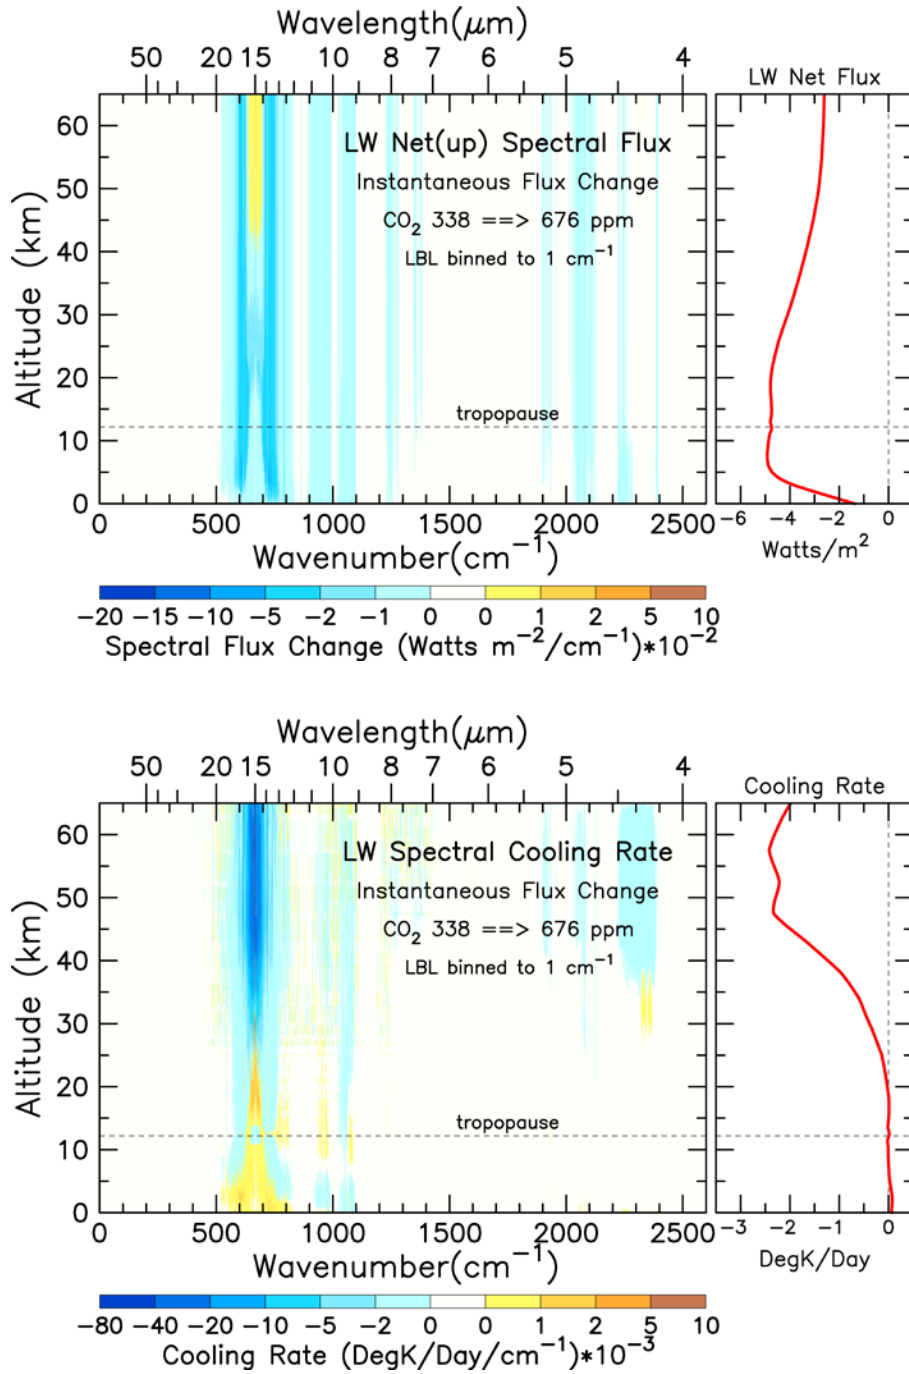 Wavelength(μm)
50 20 15 10 9 8 7 6 5 4
LW Net Flux
LW Net(up) Spectral Flux
Instantaneous Flux Change
CO2 338 ==> 676 ppm
LBL binned to 1 cm−1
Altitude (km)
60
50
40
30
20
10
0
tropopause
0 500 1000 1500 2000 2500
Wavenumber(cm−1)
−6 −4 −2 0
Watts/m2
−20 −15 −10 −5 −2 −1 0 0 1 2 5 10
Spectral Flux Change (Watts m−2/cm−1)*10−2
Wavelength(μm)
50 20 15 10 9 8 7 6 5 4
Cooling Rate
LW Spectral Cooling Rate
Instantaneous Flux Change
CO2 338 ==> 676 ppm
LBL binned to 1 cm−1
Altitude (km)
60
50
40
30
20
10
0
tropopause
0 500 1000 1500 2000 2500
Wavenumber(cm−1)
−3 −2 −1 0
DegK/Day
−80 −40 −20 −10 −5 −2 0 0 1 2 5 10
Cooling Rate (DegK/Day/cm−1)*10−3